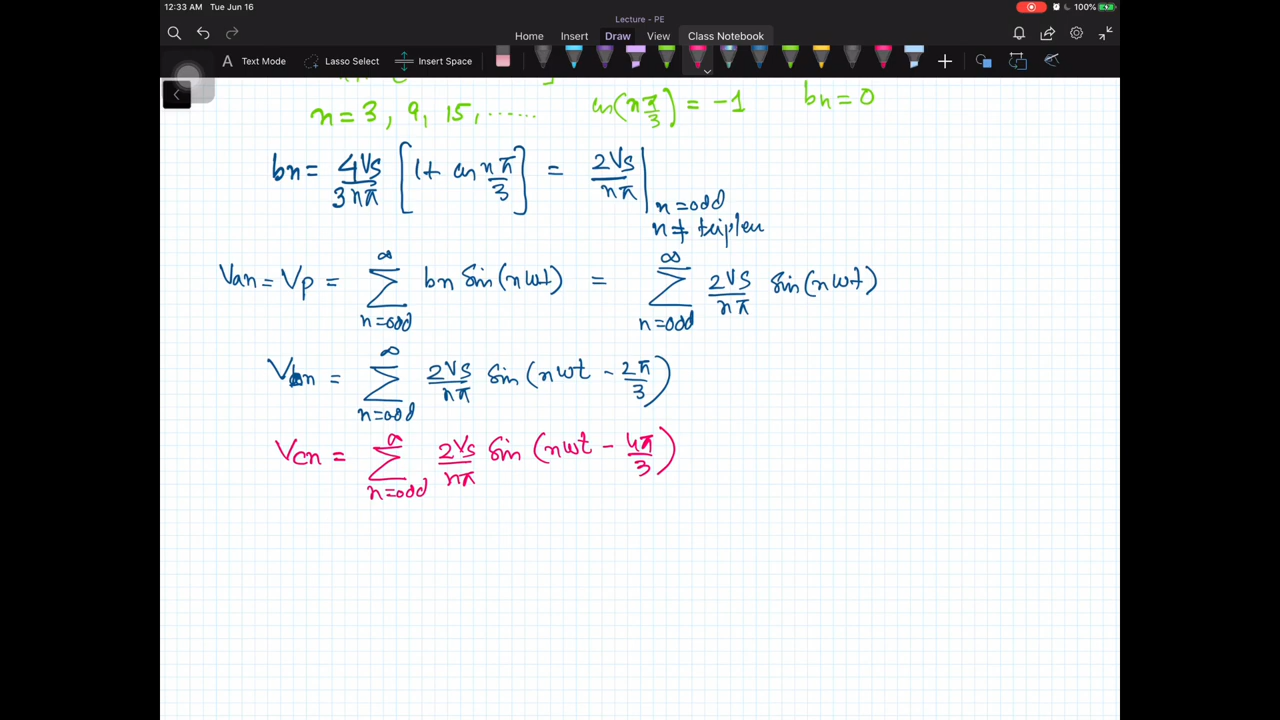 12:33 AM Tue Jun 16
100%
Lecture - PE
Home Insert Draw View Class Notebook
A Text Mode Lasso Select Insert Space
n = 3, 9, 15, ......   cos(nπ/3) = -1   bn = 0
bn = 4Vs/3nπ [1 + cos nπ/3] = 2Vs/nπ |
n = odd
n ≠ triplen
Van = Vp = ∑_{n=odd}^{∞} bn Sin(nωt) = ∑_{n=odd}^{∞} 2Vs/nπ Sin(nωt)
Vbn = ∑_{n=odd}^{∞} 2Vs/nπ Sin(nωt - 2π/3)
Vcn = ∑_{n=odd}^{∞} 2Vs/nπ Sin(nωt - 4π/3)